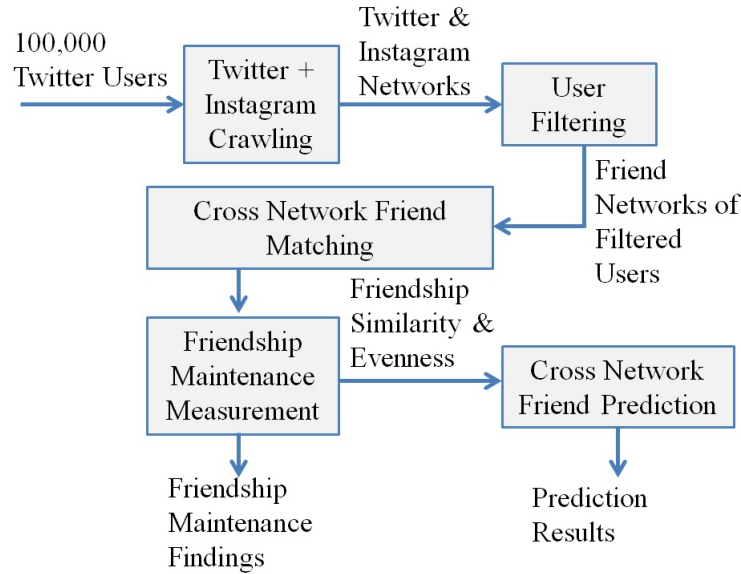 100,000
Twitter Users
Twitter +
Instagram
Crawling
Twitter &
Instagram
Networks
User
Filtering
Friend
Networks of
Filtered
Users
Cross Network Friend
Matching
Friendship
Maintenance
Measurement
Friendship
Similarity &
Evenness
Cross Network
Friend Prediction
Friendship
Maintenance
Findings
Prediction
Results